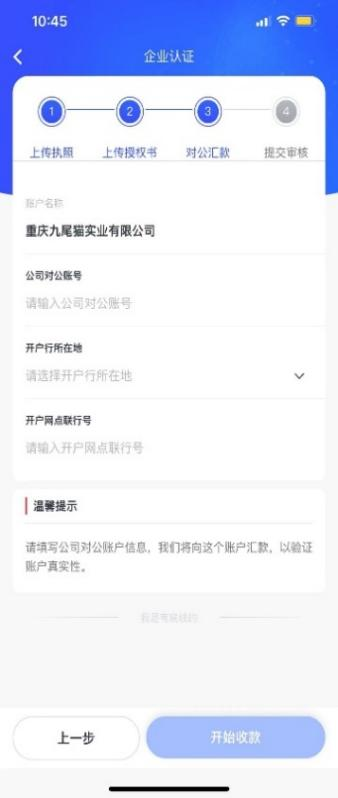 10:45
企业认证
1
2
3
4
上传执照
上传授权书
对公汇款
提交审核
账户名称
重庆九尾猫实业有限公司
公司对公账号
请输入公司对公账号
开户行所在地
请选择开户行所在地
开户网点联行号
请输入开户网点联行号
温馨提示
请填写公司对公账户信息，我们将向这个账户汇款，以验证
账户真实性。
我是有底线的
上一步
开始收款